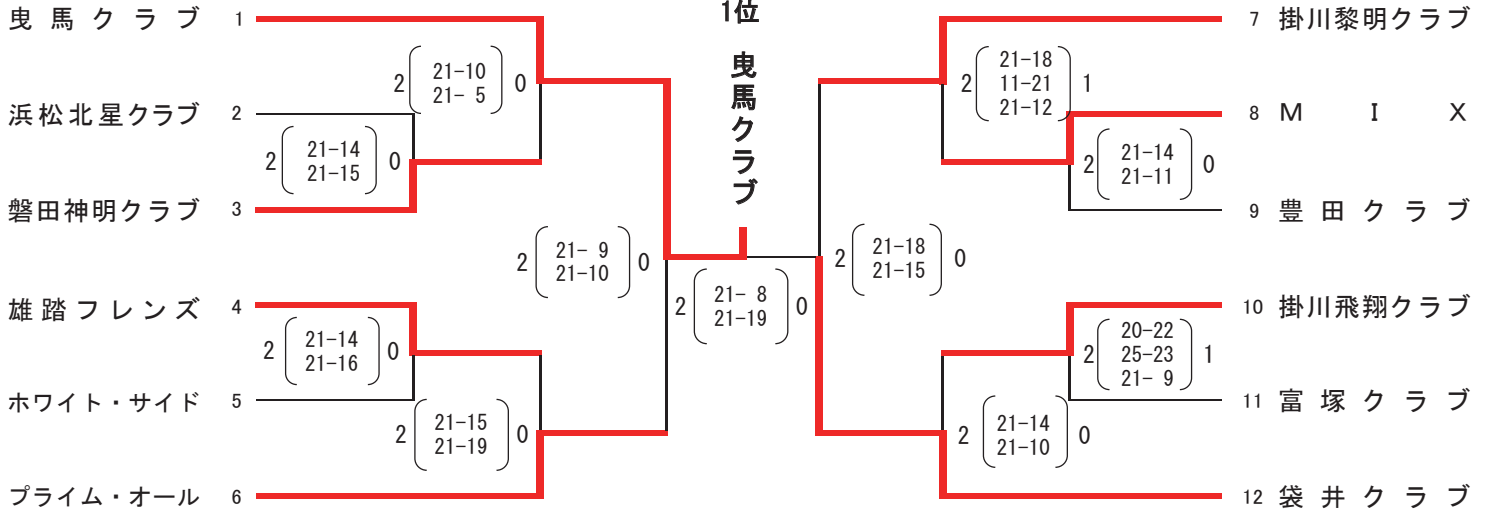 1位
曳馬クラブ
曳馬クラブ 1
2 21-10 0
21- 5
浜松北星クラブ 2
2 21-14 0
21-15
磐田神明クラブ 3
2 21- 9 0
21-10
雄踏フレンズ 4
2 21-14 0
21-16
ホワイト・サイド 5
2 21-15 0
21-19
プライム・オール 6
2 21- 8 0
21-19
7 掛川黎明クラブ
2 21-18 1
11-21
21-12
8 M I X
2 21-14 0
21-11
9 豊田クラブ
2 21-18 0
21-15
10 掛川飛翔クラブ
2 20-22 1
25-23
21- 9
11 富塚クラブ
2 21-14 0
21-10
12 袋井クラブ